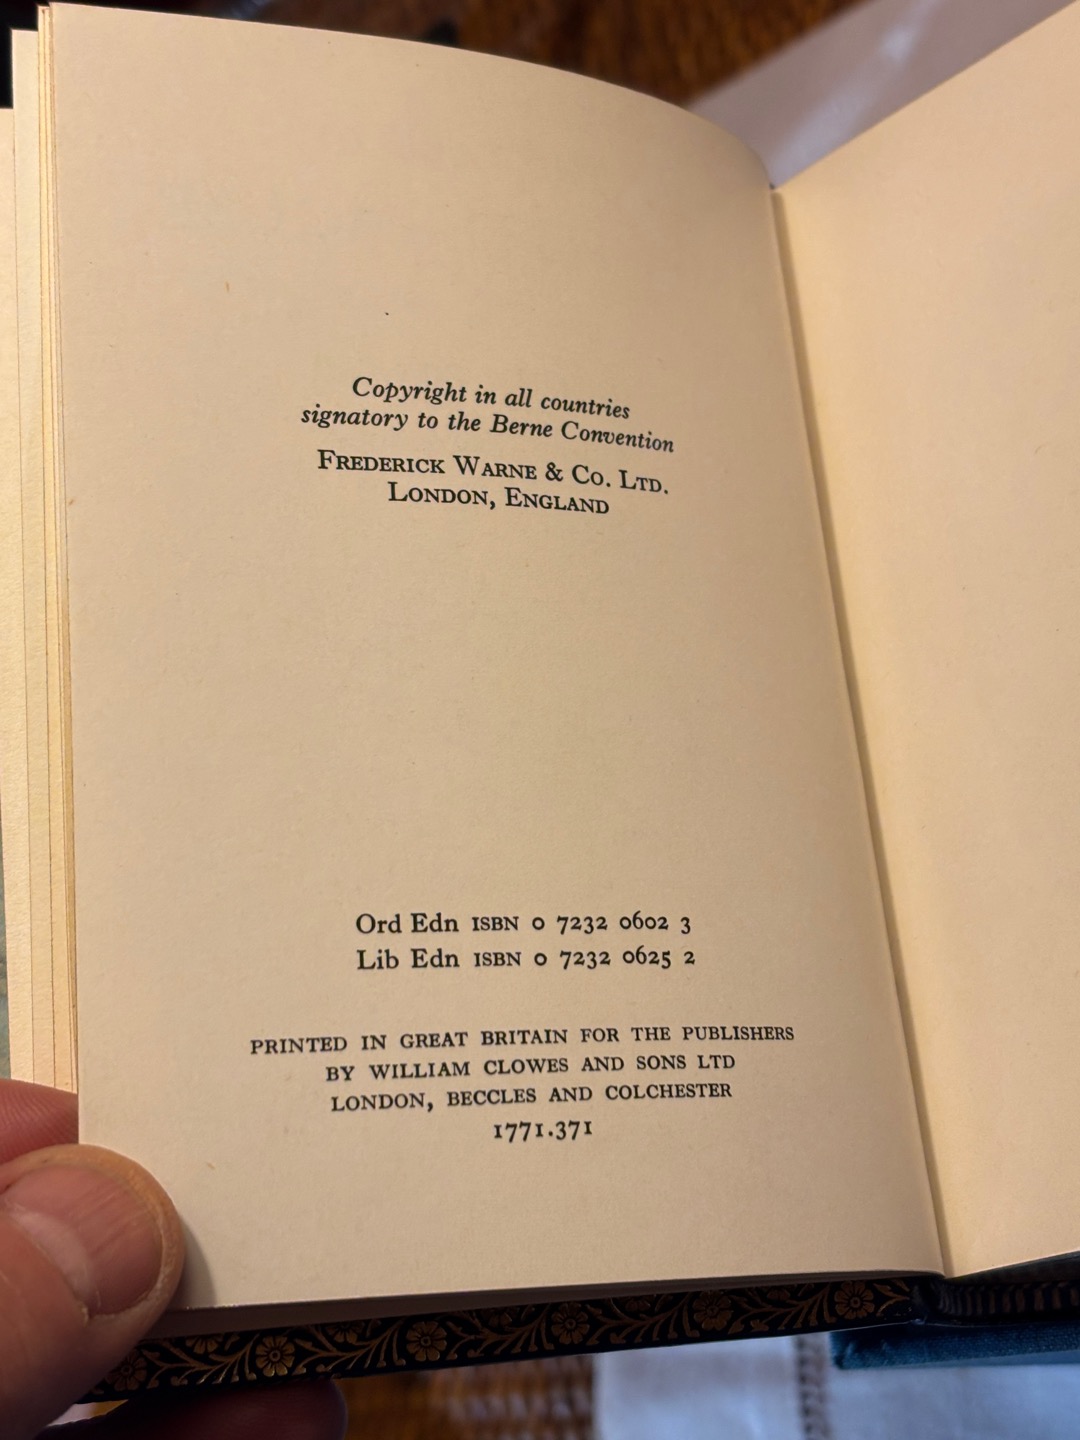 Copyright in all countries
signatory to the Berne Convention
FREDERICK WARNE & CO. LTD.
LONDON, ENGLAND
Ord Edn ISBN 0 7232 0602 3
Lib Edn ISBN 0 7232 0625 2
PRINTED IN GREAT BRITAIN FOR THE PUBLISHERS
BY WILLIAM CLOWES AND SONS LTD
LONDON, BECCLES AND COLCHESTER
1771.371